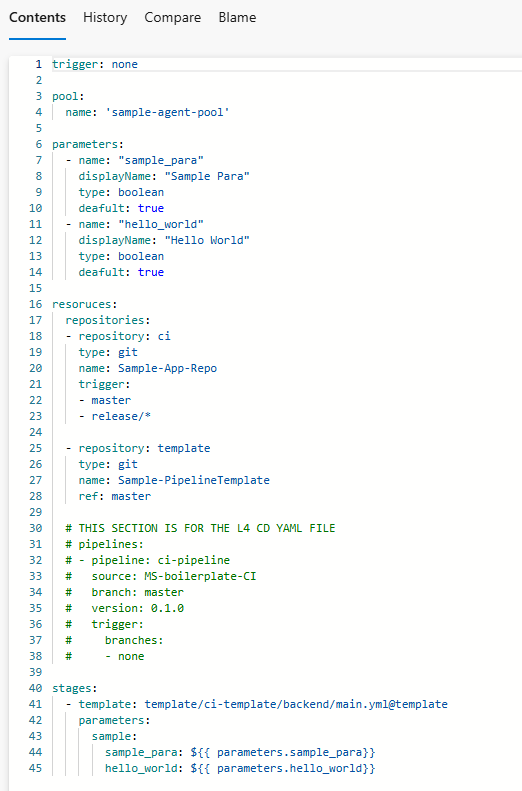 Contents History Compare Blame
1 trigger: none
2
3 pool:
4   name: 'sample-agent-pool'
5
6 parameters:
7   - name: "sample_para"
8     displayName: "Sample Para"
9     type: boolean
10     deafult: true
11   - name: "hello_world"
12     displayName: "Hello World"
13     type: boolean
14     deafult: true
15
16 resoruces:
17   repositories:
18   - repository: ci
19     type: git
20     name: Sample-App-Repo
21     trigger:
22     - master
23     - release/*
24
25   - repository: template
26     type: git
27     name: Sample-PipelineTemplate
28     ref: master
29
30   # THIS SECTION IS FOR THE L4 CD YAML FILE
31   # pipelines:
32   # - pipeline: ci-pipeline
33   #   source: MS-boilerplate-CI
34   #   branch: master
35   #   version: 0.1.0
36   #   trigger:
37   #     branches:
38   #     - none
39
40 stages:
41   - template: template/ci-template/backend/main.yml@template
42     parameters:
43       sample:
44         sample_para: ${{ parameters.sample_para}}
45         hello_world: ${{ parameters.hello_world}}